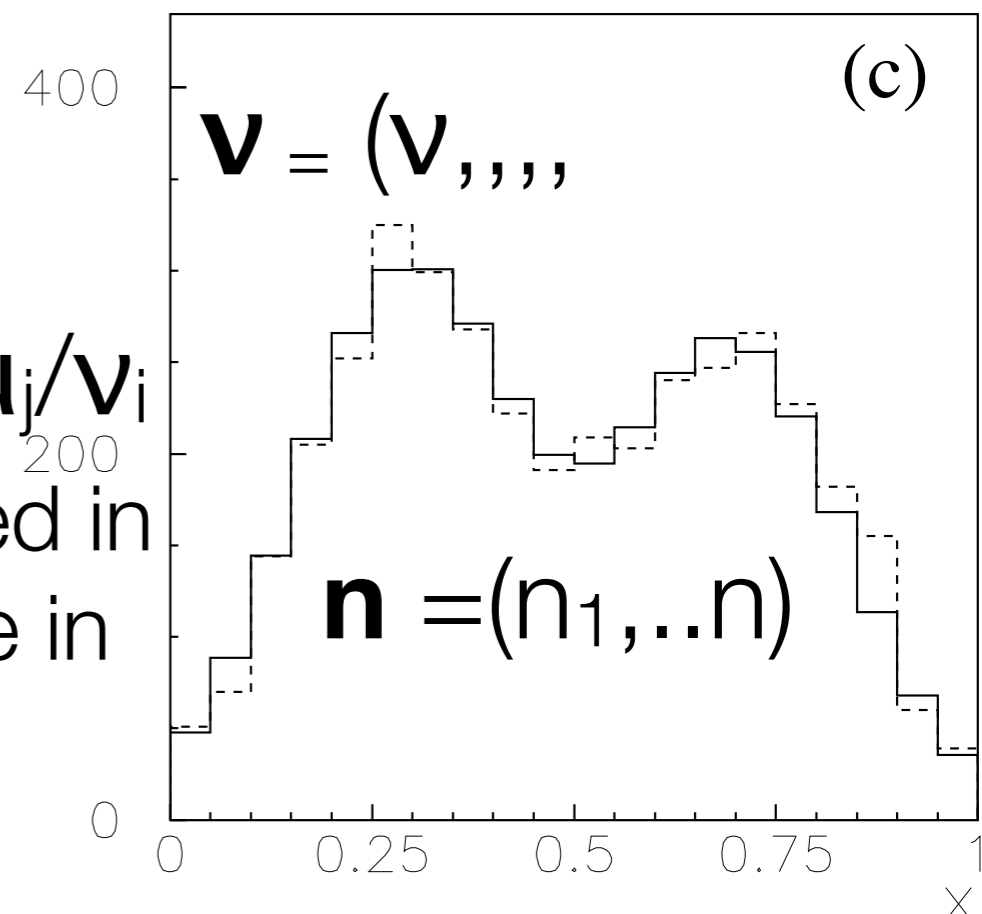 (c)
400
𝛎 = (ν,,,,
j/νi
200
ed in
n =(n1,..n)
e in
0
0 0.25 0.5 0.75 1
x